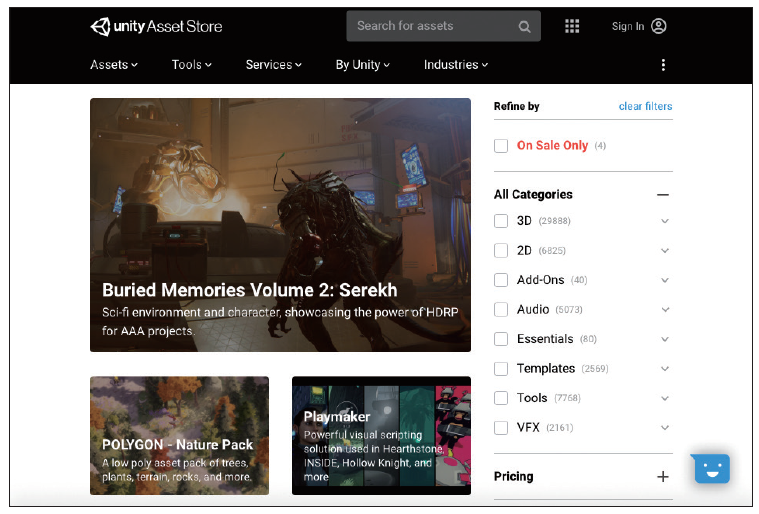 unity Asset Store
Search for assets
Sign In
Assets
Tools
Services
By Unity
Industries
Buried Memories Volume 2: Serekh
Sci-fi environment and character, showcasing the power of HDRP
for AAA projects.
POLYGON - Nature Pack
A low poly asset pack of trees,
plants, terrain, rocks, and more.
Playmaker
Powerful visual scripting
solution used in Hearthstone,
INSIDE, Hollow Knight, and
more
Refine by
clear filters
On Sale Only (4)
All Categories
3D (29888)
2D (6825)
Add-Ons (40)
Audio (5073)
Essentials (80)
Templates (2569)
Tools (7768)
VFX (2161)
Pricing